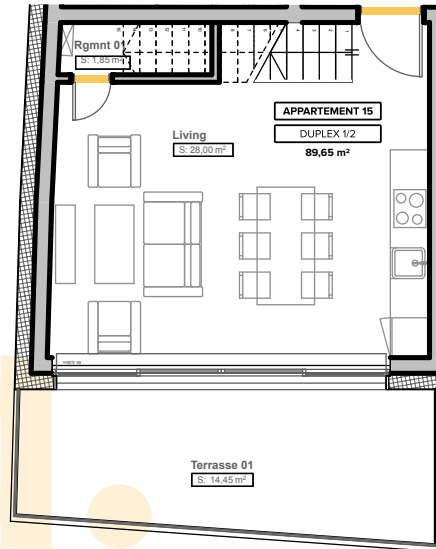 Rgmnt 01
S: 1,85 m²
APPARTEMENT 15
DUPLEX 1/2
89,65 m²
Living
S: 28,00 m²
Terrasse 01
S: 14,45 m²